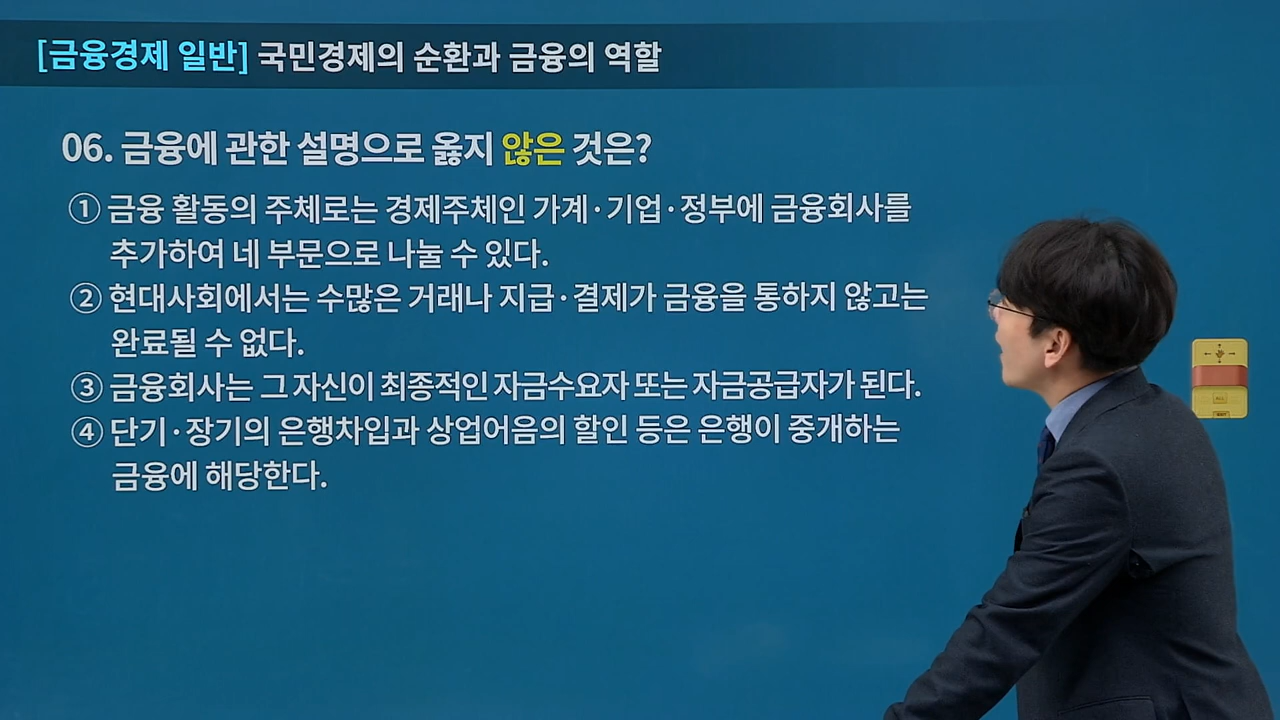 [금융경제 일반] 국민경제의 순환과 금융의 역할
06. 금융에 관한 설명으로 옳지 않은 것은?
① 금융 활동의 주체로는 경제주체인 가계·기업·정부에 금융회사를
추가하여 네 부문으로 나눌 수 있다.
② 현대사회에서는 수많은 거래나 지급·결제가 금융을 통하지 않고는
완료될 수 없다.
③ 금융회사는 그 자신이 최종적인 자금수요자 또는 자금공급자가 된다.
④ 단기·장기의 은행차입과 상업어음의 할인 등은 은행이 중개하는
금융에 해당한다.